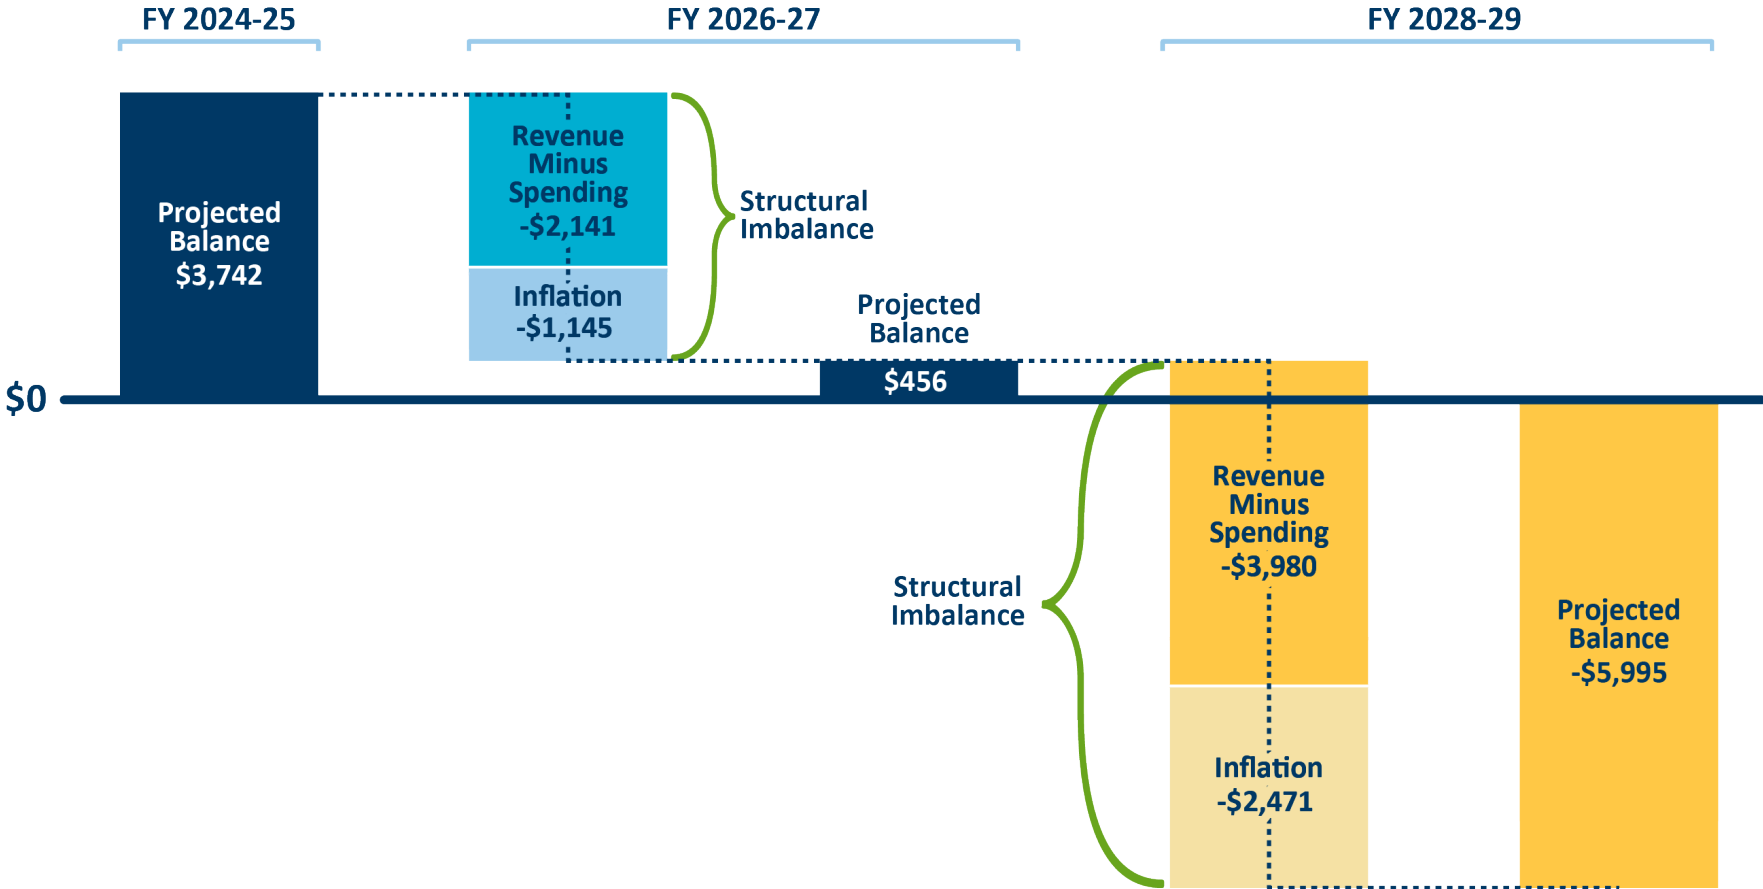 FY 2024-25
FY 2026-27
FY 2028-29
Projected
Balance
$3,742
Revenue
Minus
Spending
-$2,141
Inflation
-$1,145
Structural
Imbalance
Projected
Balance
$456
$0
Structural
Imbalance
Revenue
Minus
Spending
-$3,980
Inflation
-$2,471
Projected
Balance
-$5,995